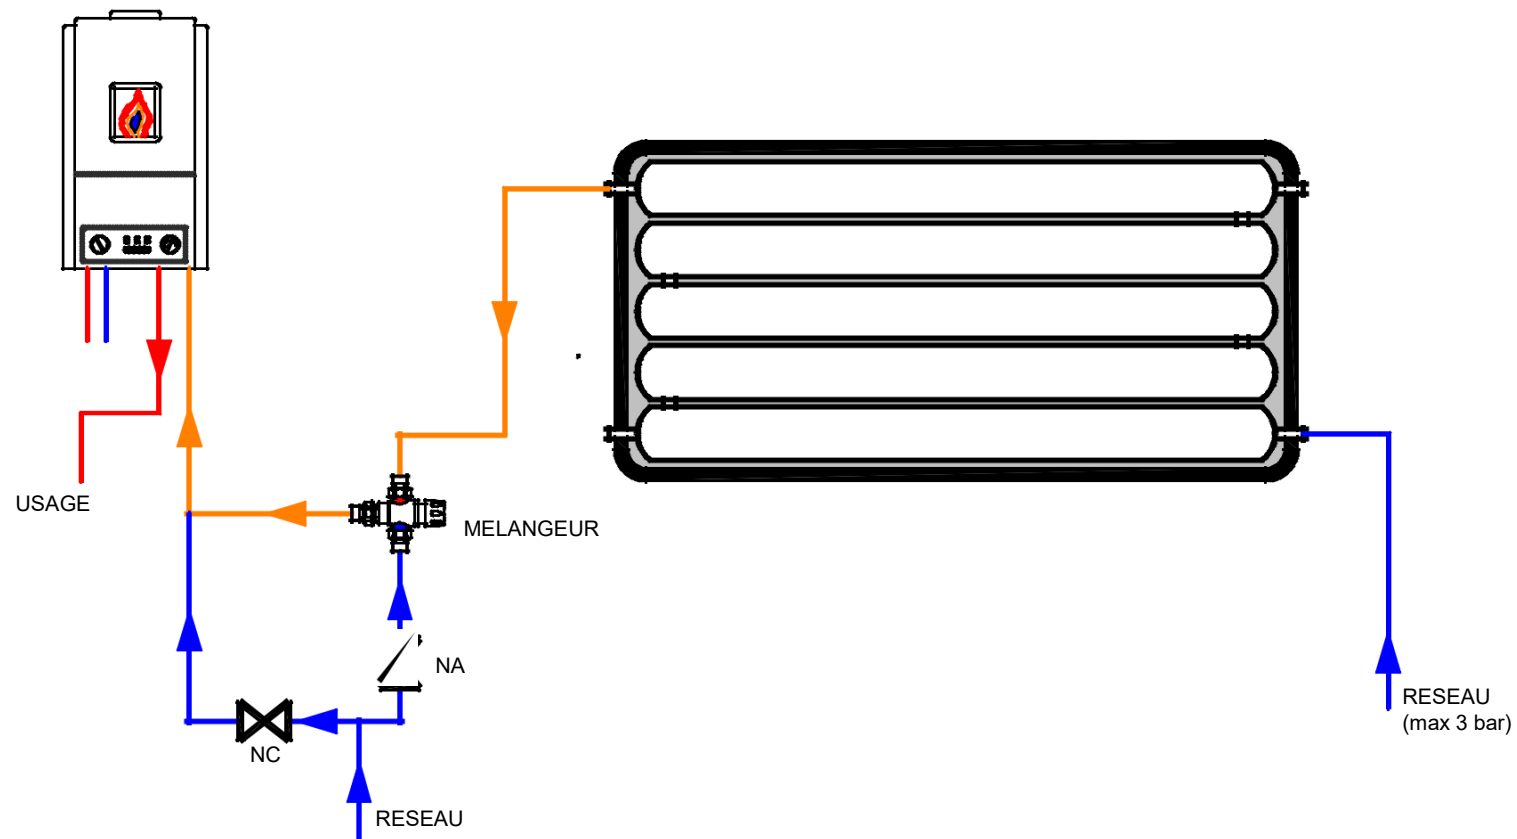 USAGE
MELANGEUR
NA
RESEAU
(max 3 bar)
NC
RESEAU